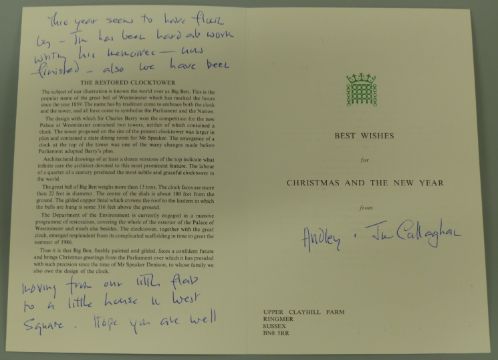 This year seems to have flown
by – Jim has been hard at work
writing his memoires – now
finished – also we have been
THE RESTORED CLOCKTOWER
The subject of our illustration is known the world over as Big Ben. This is the
popular name of the great bell of Westminster which has marked the hours
since the year 1859. The name has by tradition come to embrace both the clock
and the tower, and all have come to symbolise the Parliament and the Nation.
The design with which Sir Charles Barry won the competition for the new
Palace at Westminster contained two towers, neither of which contained a
clock. The tower proposed on the site of the present clocktower was larger in
plan and contained a state dining room for Mr Speaker. The emergence of a
clock at the top of the tower was one of the many changes made before
Parliament adopted Barry's plan.
Architectural drawings of at least a dozen versions of the top indicate what
infinite care the architect devoted to this most prominent feature. The labour
of a quarter of a century produced the most subtle and graceful clock tower in
the world.
The great bell of Big Ben weighs more than 13 tons. The clock faces are more
than 22 feet in diameter. The centre of the dials is about 180 feet from the
ground. The gilded copper finial which crowns the roof to the lantern in which
the bells are hung is some 316 feet above the ground.
The Department of the Environment is currently engaged in a massive
programme of restoration, covering the whole of the exterior of the Palace of
Westminster and much else besides. The clocktower, together with the great
clock, emerged resplendent from its complicated scaffolding in time to greet the
summer of 1986.
Thus it is that Big Ben, freshly painted and gilded, faces a confident future
and brings Christmas greetings from the Parliament over which it has presided
with such precision since the time of Mr Speaker Denison, to whose family we
also owe the design of the clock.
moving from our little flat
to a little house in West
Square. Hope you are well
BEST WISHES
for
CHRISTMAS AND THE NEW YEAR
from
Audrey + Jim Callaghan
UPPER CLAYHILL FARM
RINGMER
SUSSEX
BN8 5RR